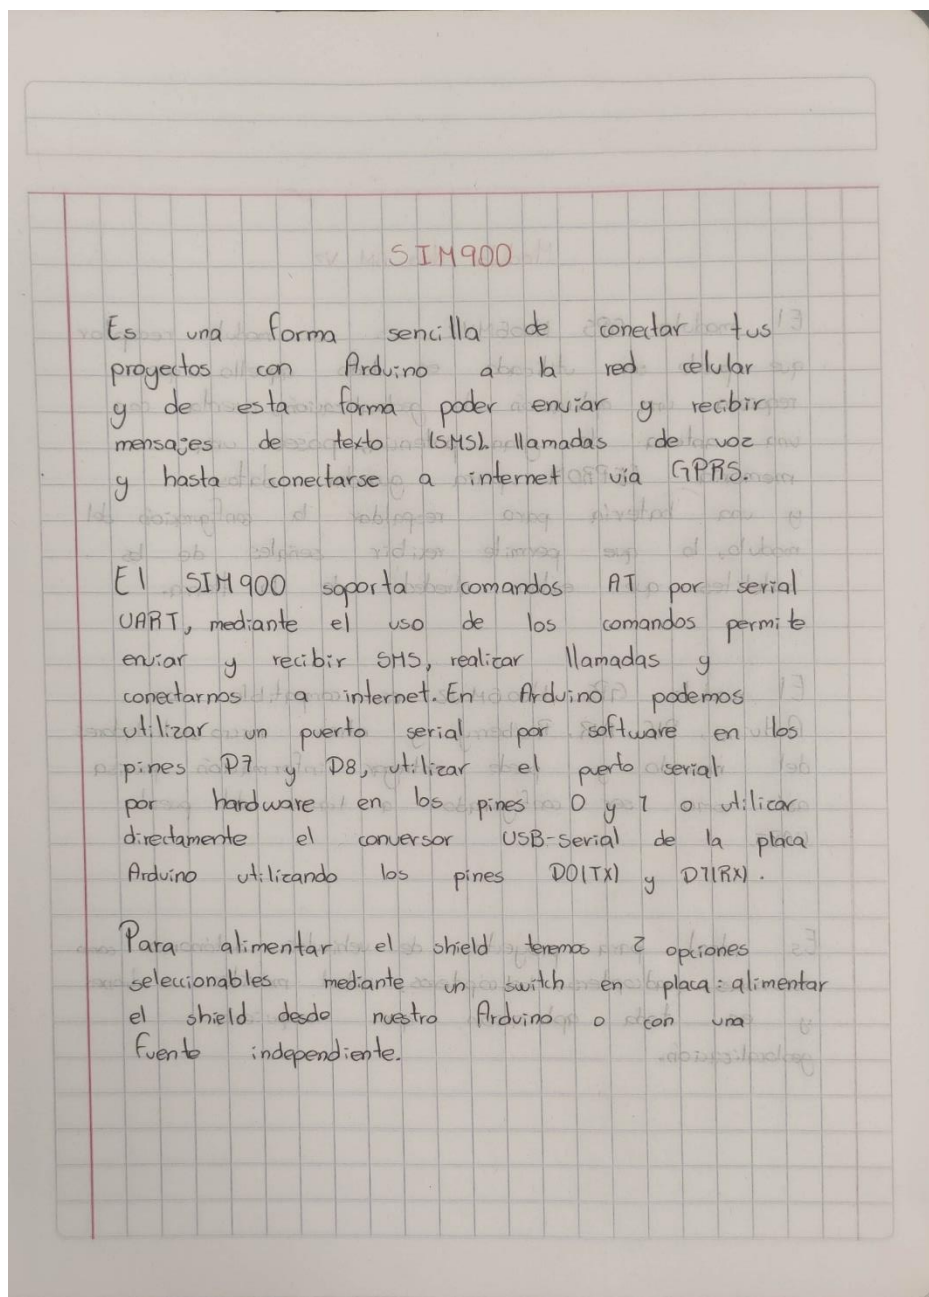 SIM900
Es una forma sencilla de conectar tus
proyectos con Arduino a la red celular
y de esta forma poder enviar y recibir
mensajes de texto (SMS). llamadas de voz
y hasta conectarse a internet via GPRS.
El SIM900 soporta comandos AT por serial
UART, mediante el uso de los comandos permite
enviar y recibir SMS, realizar llamadas y
conectarnos a internet. En Arduino podemos
utilizar un puerto serial por software en los
pines D7 y D8, utilizar el puerto serial
por hardware en los pines 0 y 1 o utilizar
directamente el conversor USB-Serial de la placa
Arduino utilizando los pines D0(TX) y D1(RX).
Para alimentar el shield tenemos 2 opciones
seleccionables mediante un switch en placa: alimentar
el shield desde nuestro Arduino o con una
fuente independiente.